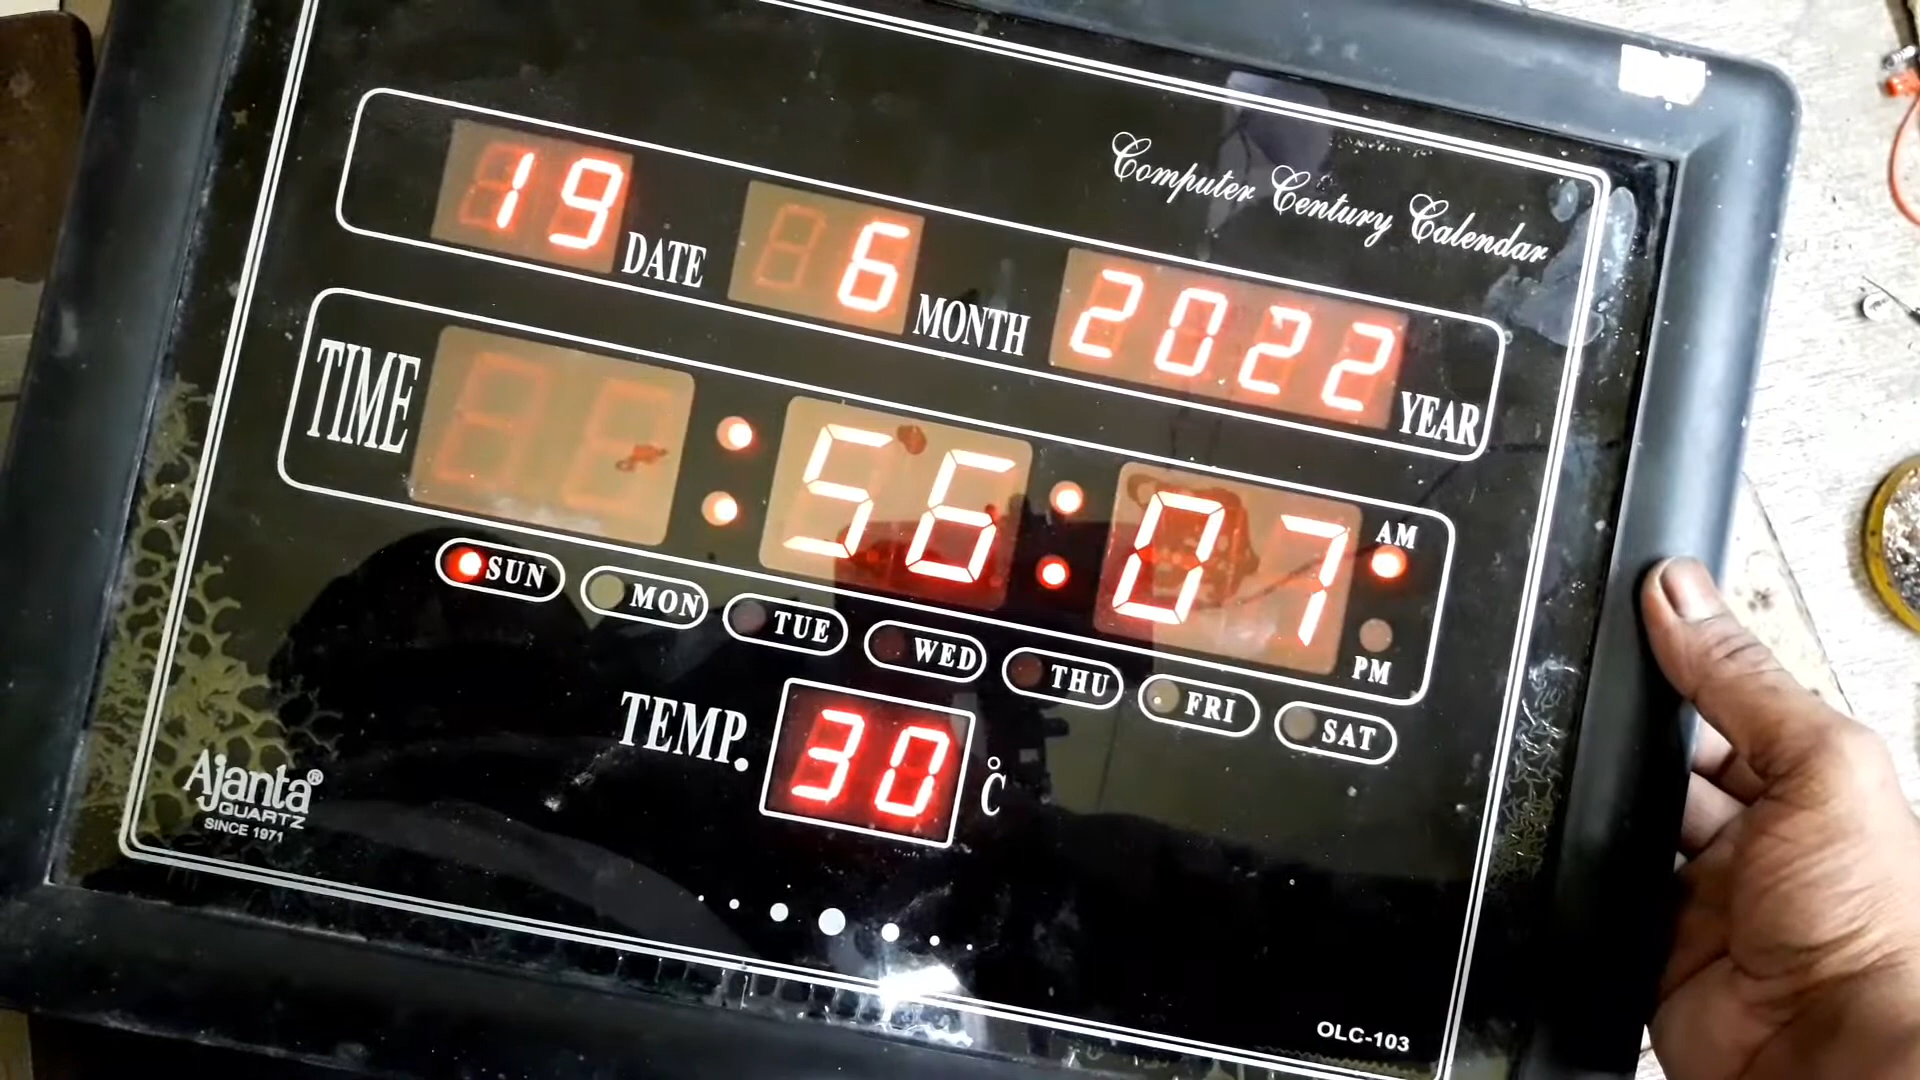 Computer Century Calendar
19 DATE 6 MONTH 2022 YEAR
TIME : 56 : 07 AM
PM
SUN MON TUE WED THU FRI SAT
TEMP. 30 °C
Ajanta®
QUARTZ
SINCE 1971
OLC-103